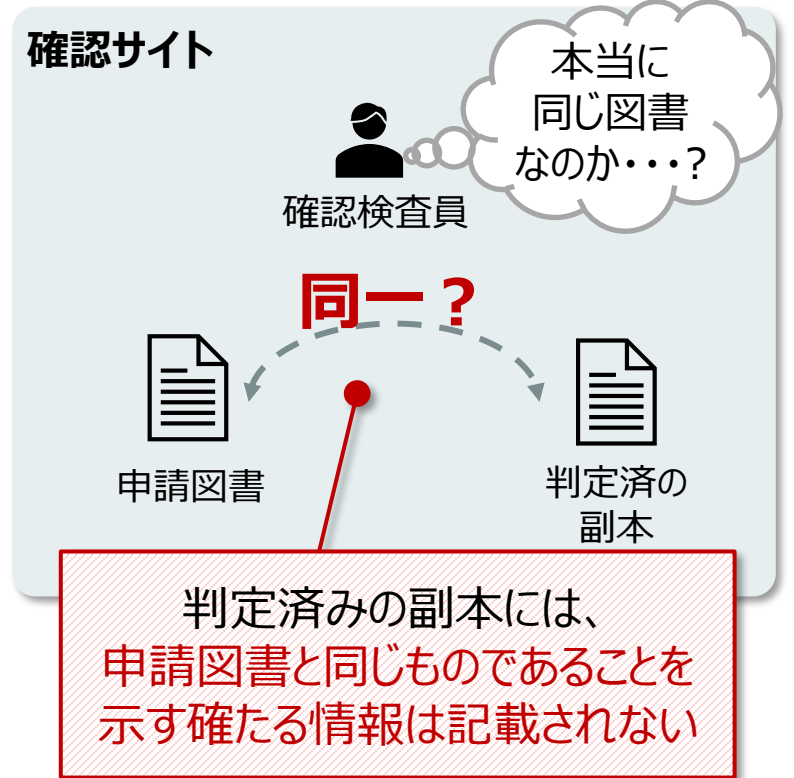 確認サイト
本当に
同じ図書
なのか・・・？
確認検査員
同一？
申請図書
判定済の
副本
判定済みの副本には、
申請図書と同じものであることを
示す確たる情報は記載されない